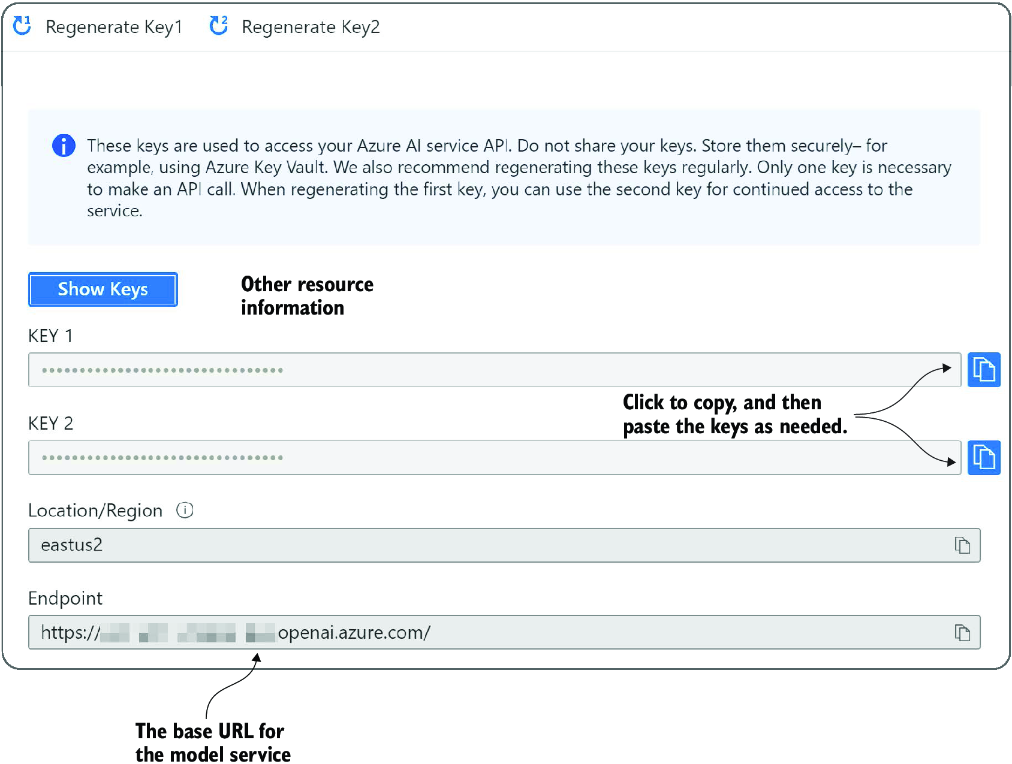 Regenerate Key1 Regenerate Key2
These keys are used to access your Azure AI service API. Do not share your keys. Store them securely– for
example, using Azure Key Vault. We also recommend regenerating these keys regularly. Only one key is necessary
to make an API call. When regenerating the first key, you can use the second key for continued access to the
service.
Show Keys
Other resource
information
KEY 1
Click to copy, and then
paste the keys as needed.
KEY 2
Location/Region
eastus2
Endpoint
https:// openai.azure.com/
The base URL for
the model service